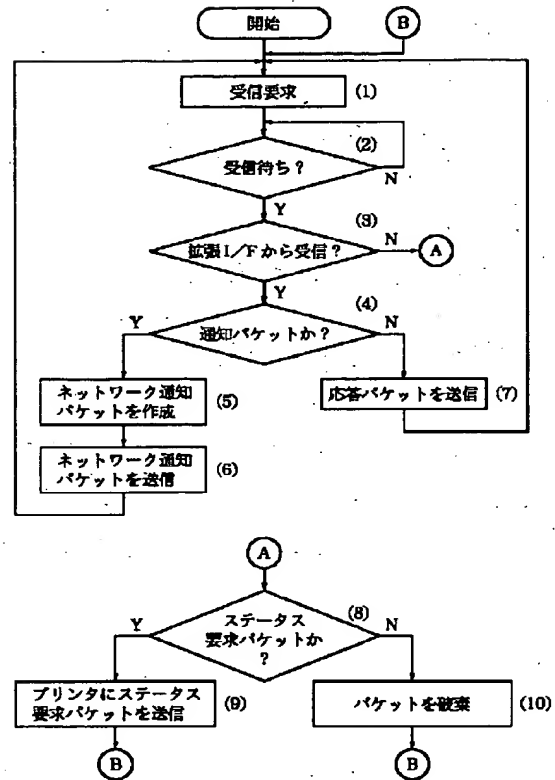 開始
B
受信要求
(1)
(2)
受信待ち?
N
Y
(3)
拡張I/Fから受信?
N
A
Y
(4)
Y
通知パケットか?
N
ネットワーク通知
パケットを作成
(5)
応答パケットを送信
(7)
ネットワーク通知
パケットを送信
(6)
A
(8)
Y
ステータス
要求パケットか
?
N
プリンタにステータス
要求パケットを送信
(9)
パケットを破棄
(10)
B
B